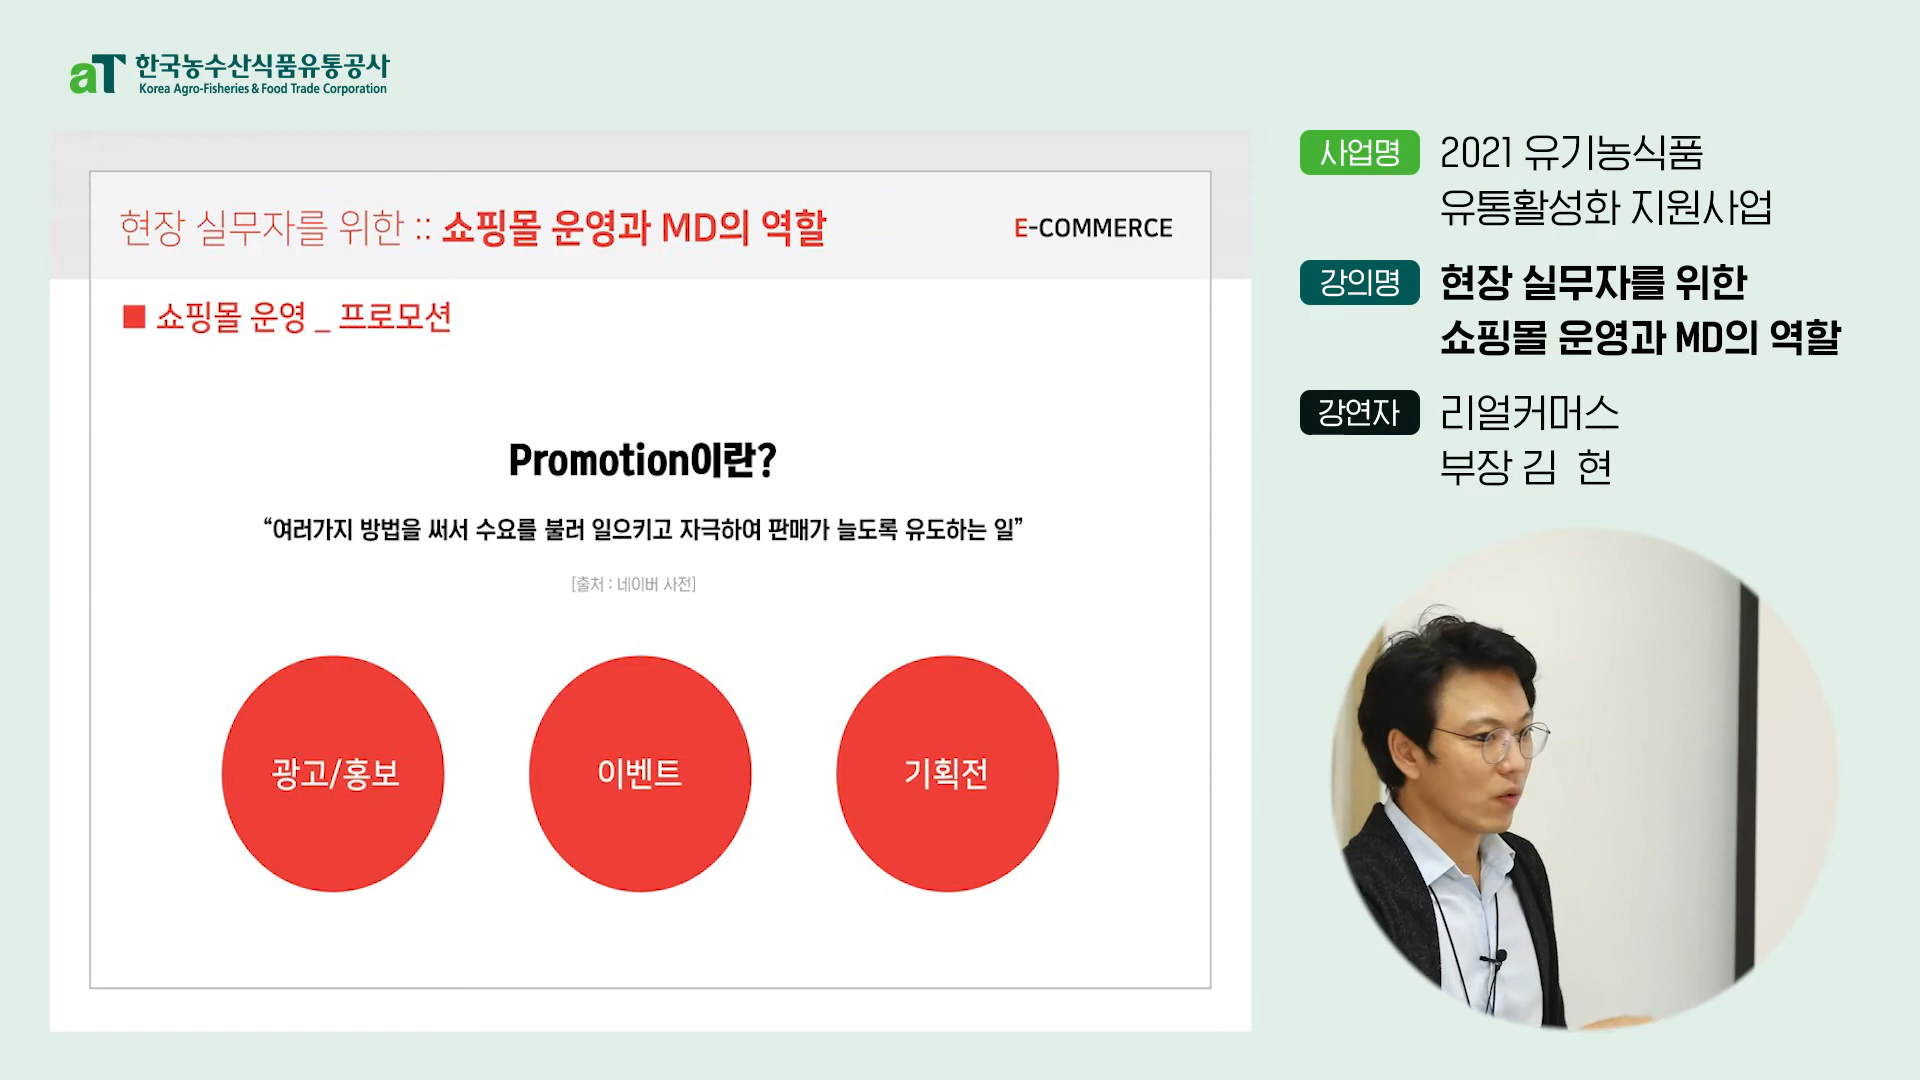 aT 한국농수산식품유통공사
Korea Agro-Fisheries & Food Trade Corporation
현장 실무자를 위한 :: 쇼핑몰 운영과 MD의 역할
E-COMMERCE
■ 쇼핑몰 운영 _ 프로모션
Promotion이란?
“여러가지 방법을 써서 수요를 불러 일으키고 자극하여 판매가 늘도록 유도하는 일”
[출처 : 네이버 사전]
광고/홍보
이벤트
기획전
사업명 2021 유기농식품
유통활성화 지원사업
강의명 현장 실무자를 위한
쇼핑몰 운영과 MD의 역할
강연자 리얼커머스
부장 김 현